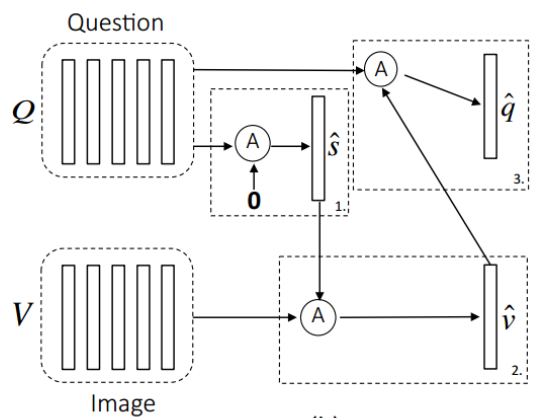 Question
Q
A
q̂
3.
A
ŝ
0
1.
V
A
v̂
2.
Image